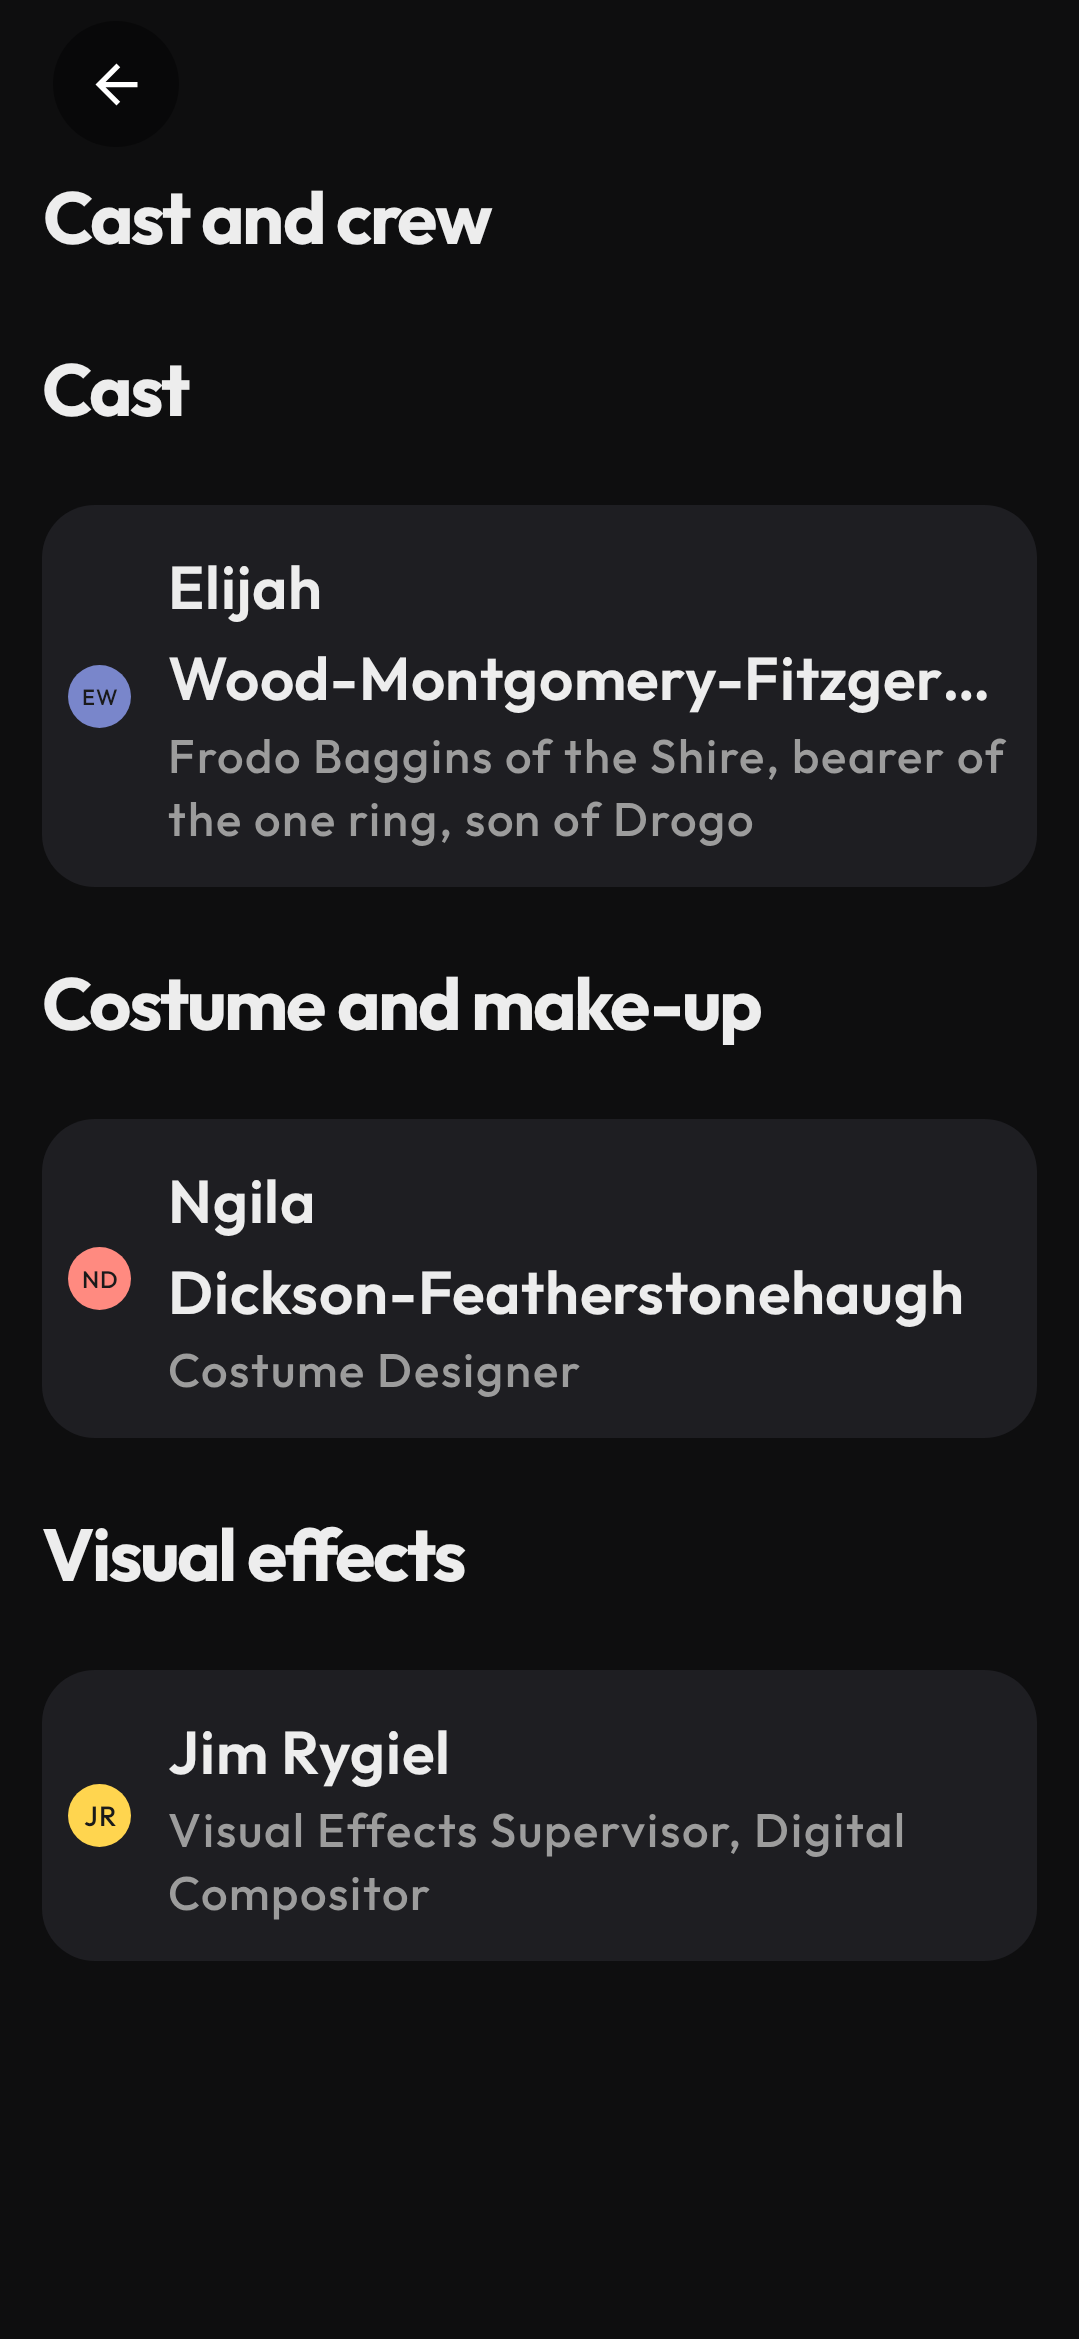 Cast and crew
Cast
Elijah
EW
Wood-Montgomery-Fitzger...
Frodo Baggins of the Shire, bearer of
the one ring, son of Drogo
Costume and make-up
Ngila
ND
Dickson-Featherstonehaugh
Costume Designer
Visual effects
Jim Rygiel
JR
Visual Effects Supervisor, Digital
Compositor